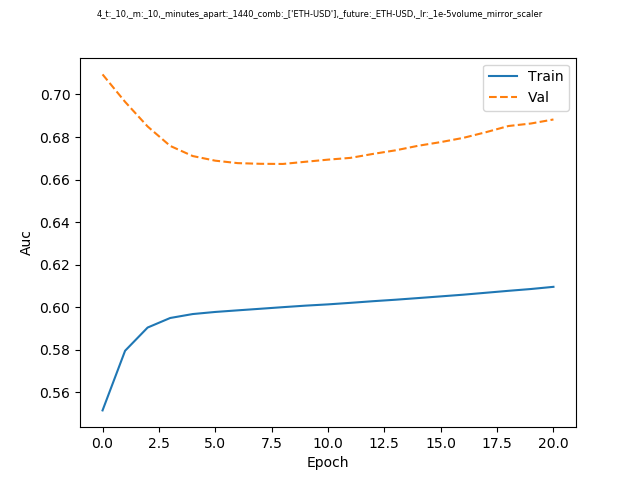 4_t:_10,_m:_10,_minutes_apart:_1440_comb:_['ETH-USD'],_future:_ETH-USD,_lr:_1e-5volume_mirror_scaler
Train
Val
0.70
0.68
0.66
0.64
0.62
0.60
0.58
0.56
Auc
0.0 2.5 5.0 7.5 10.0 12.5 15.0 17.5 20.0
Epoch